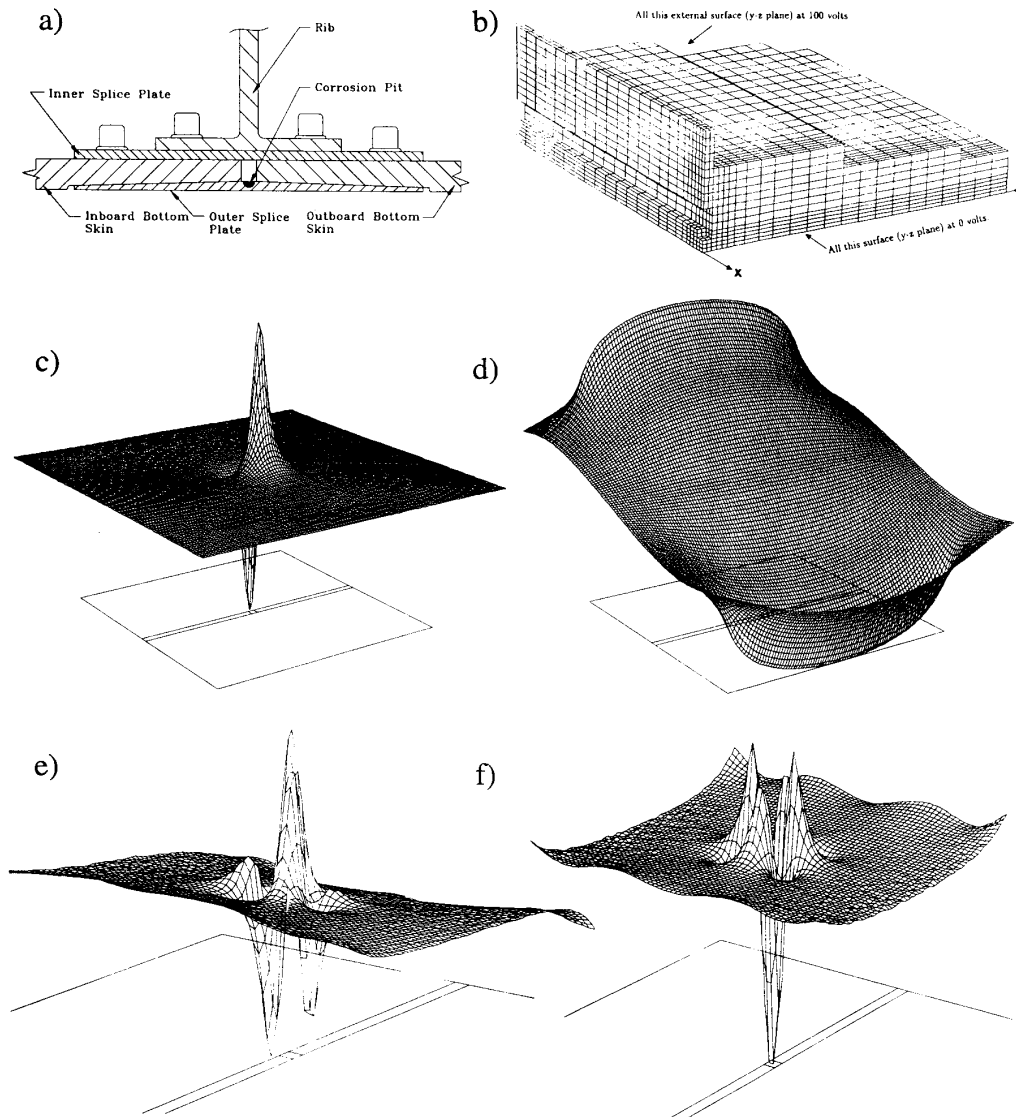 a)
Rib
Corrosion Pit
Inner Splice Plate
Inboard Bottom
Skin
Outer Splice
Plate
Outboard Bottom
Skin
b)
All this external surface (y-z plane) at 100 volts
All this surface (y-z plane) at 0 volts
X
c)
d)
e)
f)